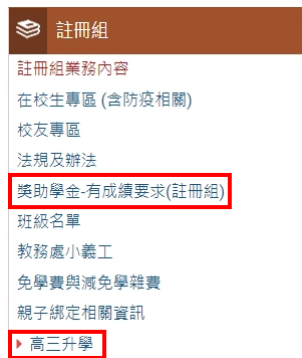 註冊組
註冊組業務內容
在校生專區 (含防疫相關)
校友專區
法規及辦法
獎助學金-有成績要求(註冊組)
班級名單
教務處小義工
免學費與減免學雜費
親子綁定相關資訊
高三升學